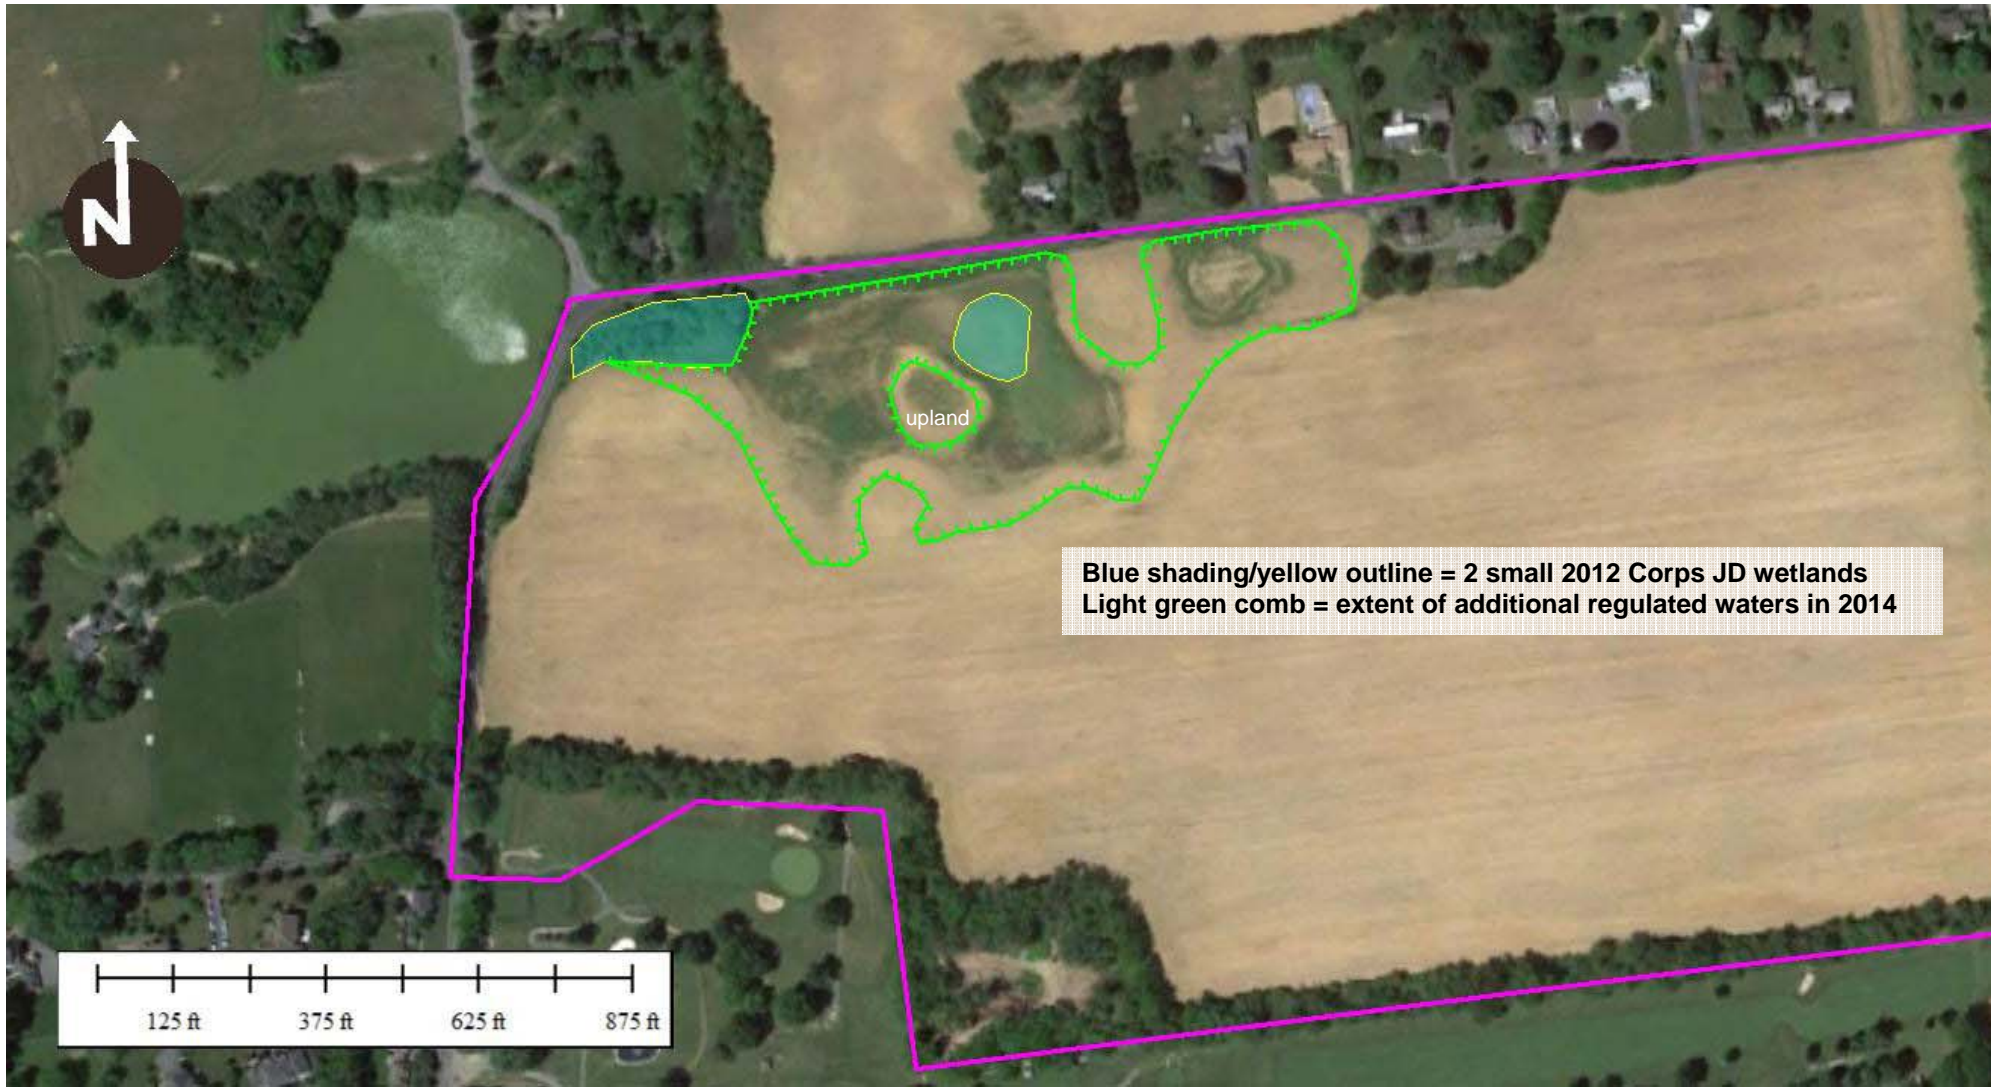 N
upland
Blue shading/yellow outline = 2 small 2012 Corps JD wetlands
Light green comb = extent of additional regulated waters in 2014
125 ft 375 ft 625 ft 875 ft